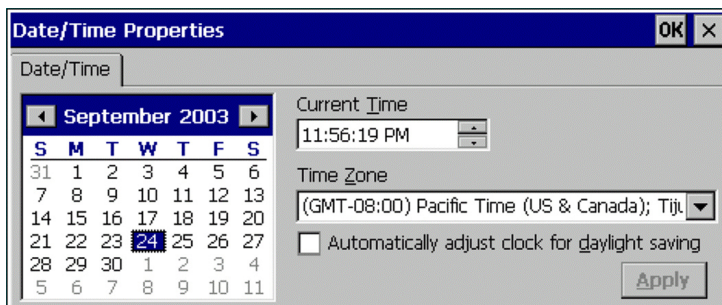 Date/Time Properties OK ×
Date/Time
September 2003
S M T W T F S
31 1 2 3 4 5 6
7 8 9 10 11 12 13
14 15 16 17 18 19 20
21 22 23 24 25 26 27
28 29 30 1 2 3 4
5 6 7 8 9 10 11
Current Time
11:56:19 PM
Time Zone
(GMT-08:00) Pacific Time (US & Canada); Tiju
Automatically adjust clock for daylight saving
Apply